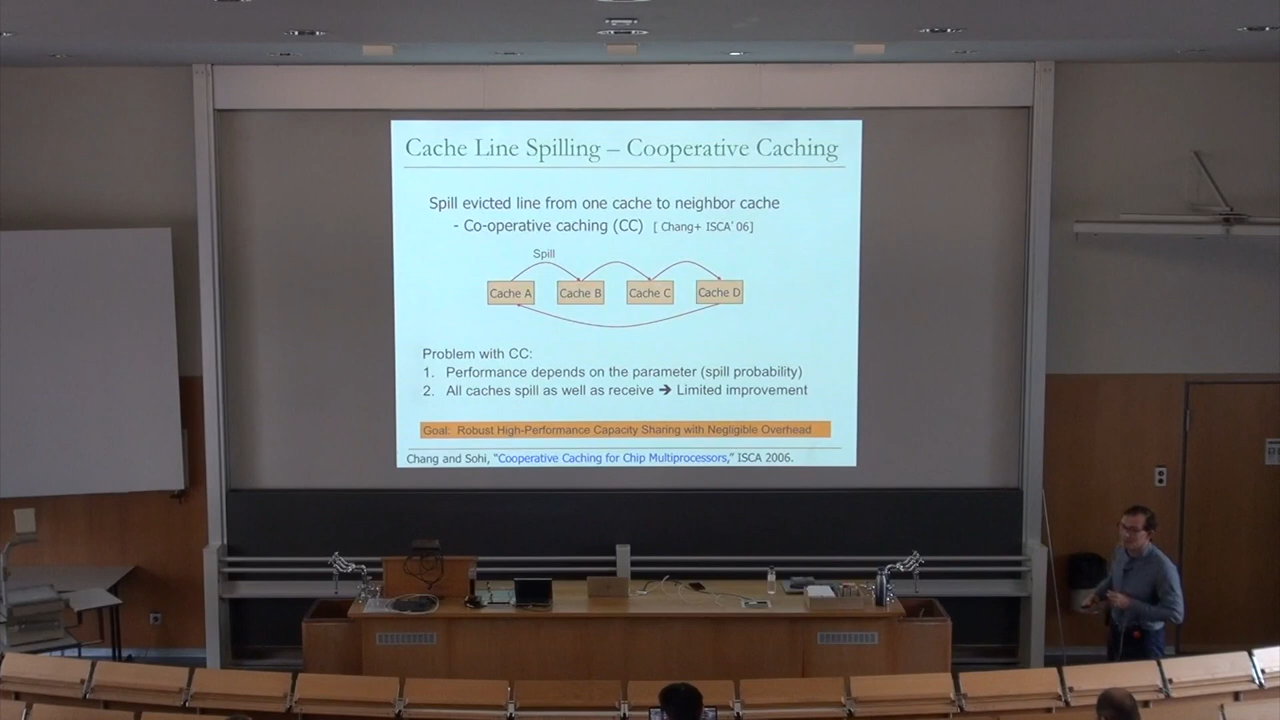 Cache Line Spilling – Cooperative Caching
Spill evicted line from one cache to neighbor cache
- Co-operative caching (CC) [ Chang+ ISCA' 06]
Spill
Cache A Cache B Cache C Cache D
Problem with CC:
1. Performance depends on the parameter (spill probability)
2. All caches spill as well as receive ➔ Limited improvement
Goal: Robust High-Performance Capacity Sharing with Negligible Overhead
Chang and Sohi, “Cooperative Caching for Chip Multiprocessors,” ISCA 2006.